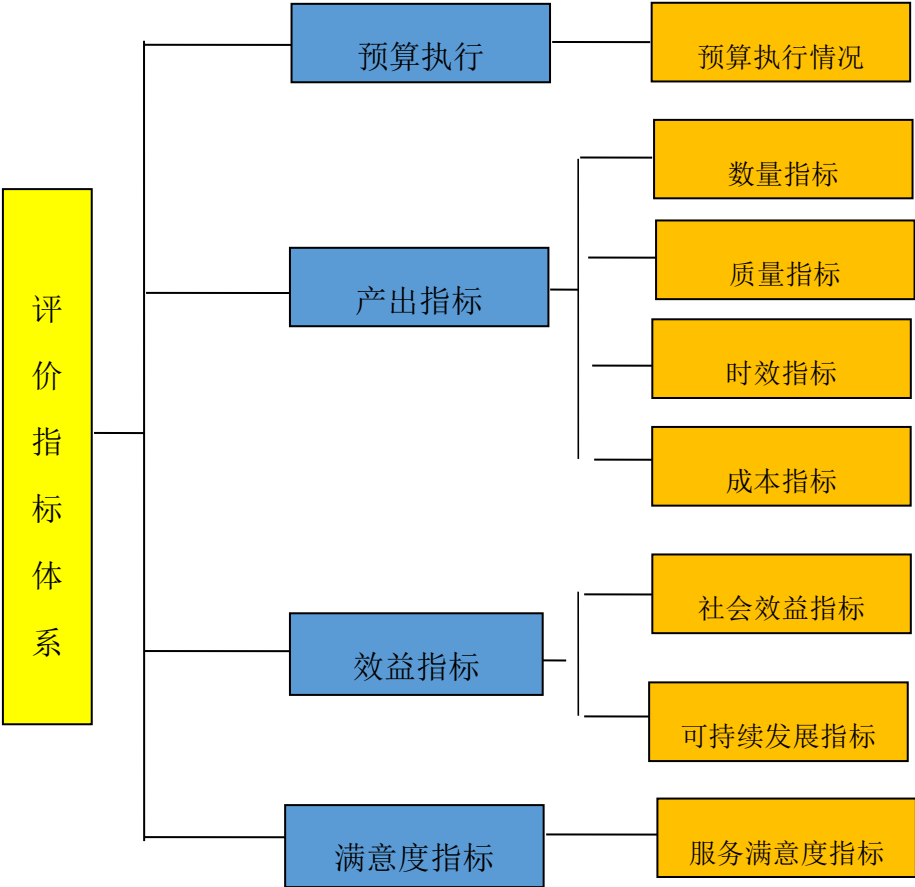 评价指标体系
预算执行
预算执行情况
产出指标
数量指标
质量指标
时效指标
成本指标
效益指标
社会效益指标
可持续发展指标
满意度指标
服务满意度指标